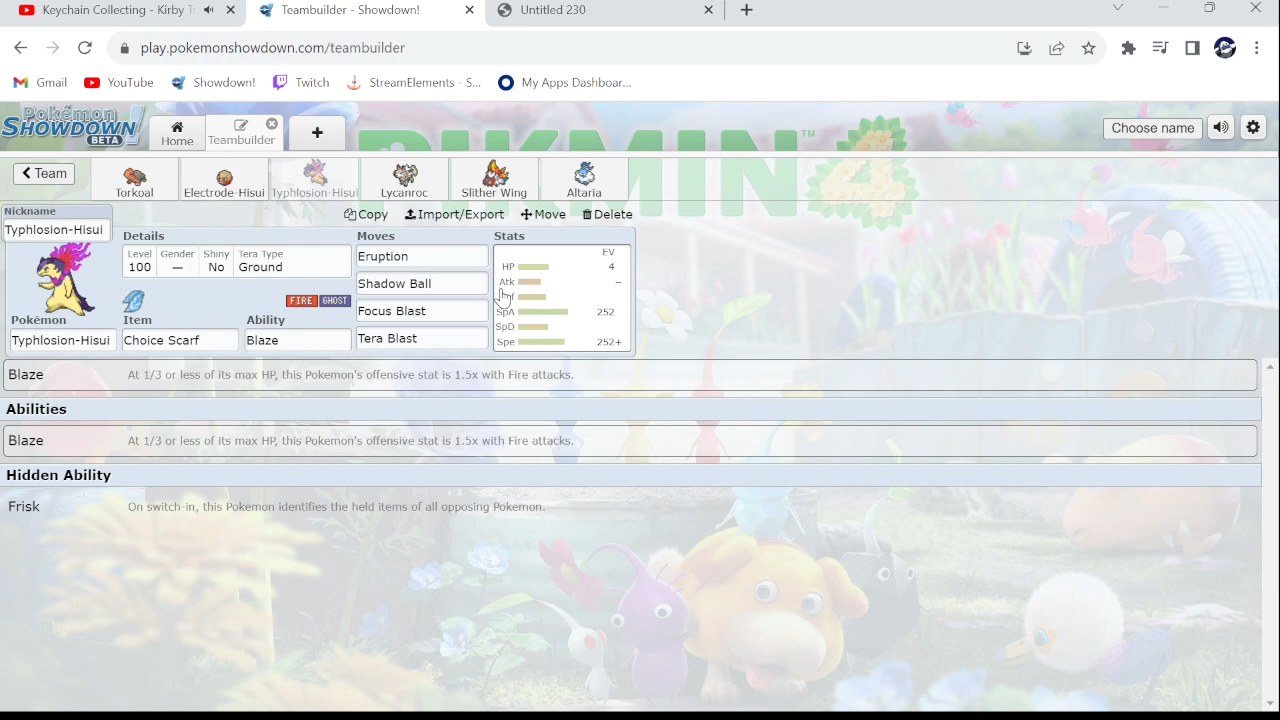 Keychain Collecting - Kirby Tr
Teambuilder - Showdown!
Untitled 230
play.pokemonshowdown.com/teambuilder
Gmail
YouTube
Showdown!
Twitch
StreamElements - S...
My Apps Dashboar...
Pokémon
SHOWDOWN!
BETA
Home
Teambuilder
PIKMIN 4
TM
Choose name
Team
Torkoal
Electrode-Hisui
Typhlosion-Hisui
Lycanroc
Slither Wing
Altaria
Nickname
Typhlosion-Hisui
Copy
Import/Export
Move
Delete
Details
Level
100
Gender
—
Shiny
No
Tera Type
Ground
FIRE
GHOST
Pokémon
Typhlosion-Hisui
Item
Choice Scarf
Ability
Blaze
Moves
Eruption
Shadow Ball
Focus Blast
Tera Blast
Stats
EV
HP 4
Atk –
SpA 252
SpD
Spe 252+
Blaze At 1/3 or less of its max HP, this Pokemon's offensive stat is 1.5x with Fire attacks.
Abilities
Blaze At 1/3 or less of its max HP, this Pokemon's offensive stat is 1.5x with Fire attacks.
Hidden Ability
Frisk On switch-in, this Pokemon identifies the held items of all opposing Pokemon.